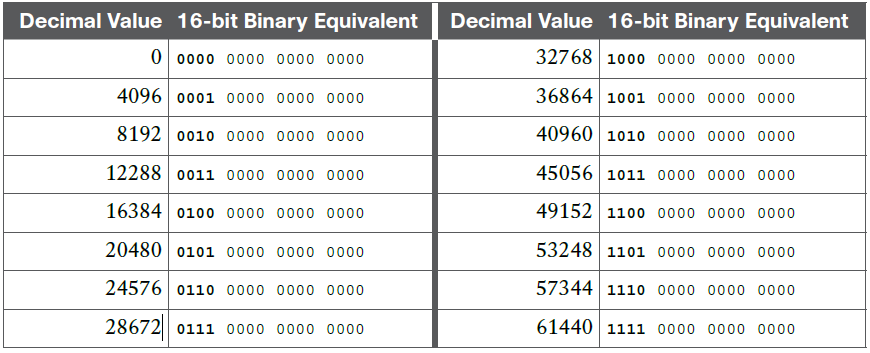 Decimal Value 16-bit Binary Equivalent Decimal Value 16-bit Binary Equivalent
0 0000 0000 0000 0000 32768 1000 0000 0000 0000
4096 0001 0000 0000 0000 36864 1001 0000 0000 0000
8192 0010 0000 0000 0000 40960 1010 0000 0000 0000
12288 0011 0000 0000 0000 45056 1011 0000 0000 0000
16384 0100 0000 0000 0000 49152 1100 0000 0000 0000
20480 0101 0000 0000 0000 53248 1101 0000 0000 0000
24576 0110 0000 0000 0000 57344 1110 0000 0000 0000
28672 0111 0000 0000 0000 61440 1111 0000 0000 0000